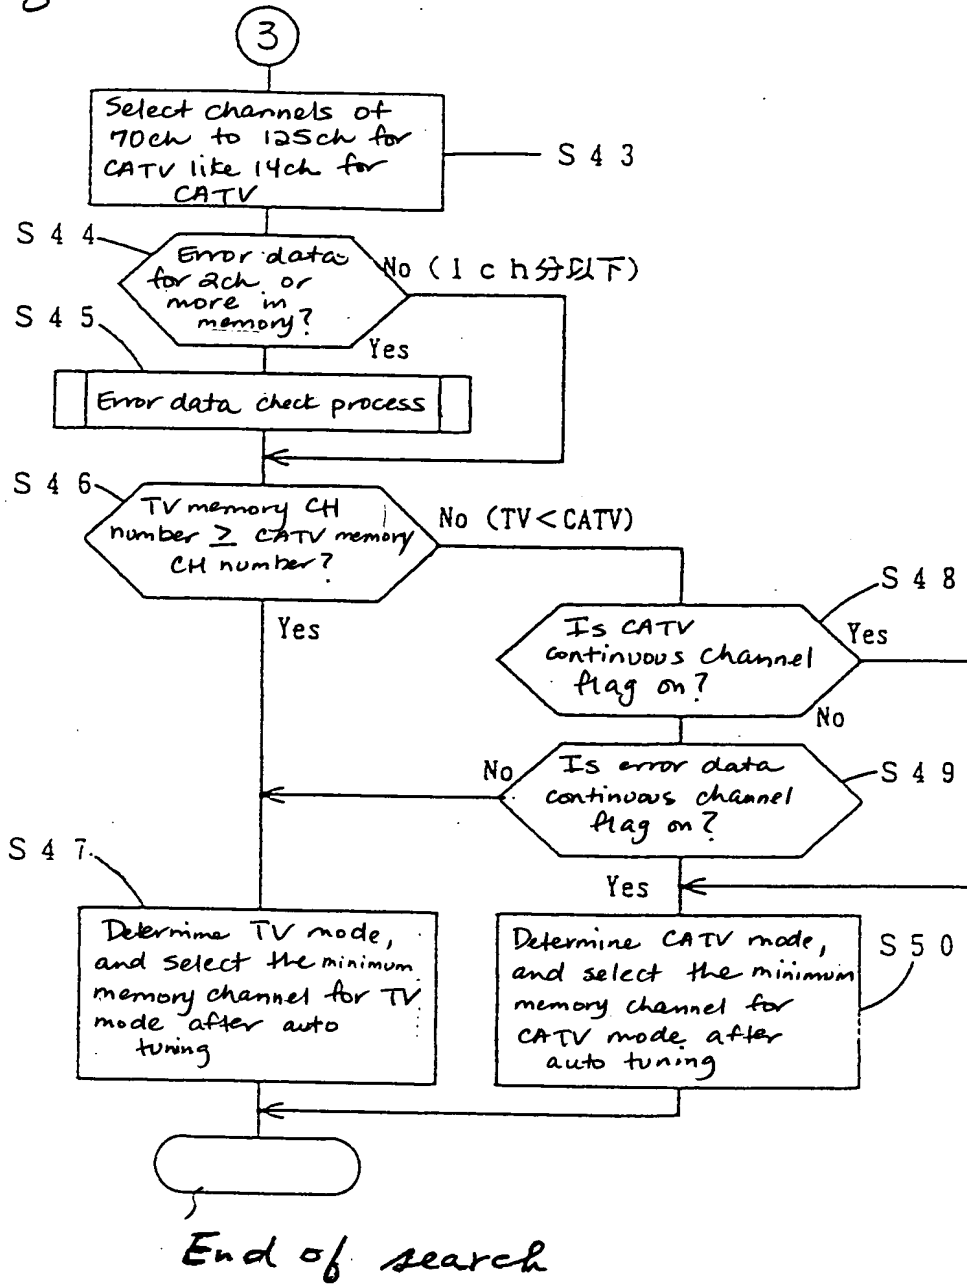 3
Select channels of
70ch to 125ch for
CATV like 14ch for
CATV
S 4 3
S 4 4
Error data
for 2ch or
more in
memory?
No (1 c h分以下)
S 4 5
Yes
Error data check process
S 4 6
TV memory CH
number ≥ CATV memory
CH number?
No (TV<CATV)
Yes
S 4 8
Is CATV
continuous channel
flag on?
Yes
No
S 4 9
Is error data
continuous channel
flag on?
No
Yes
S 4 7
Determine TV mode,
and select the minimum
memory channel for TV
mode after auto
tuning
S 5 0
Determine CATV mode,
and select the minimum
memory channel for
CATV mode after
auto tuning
End of search